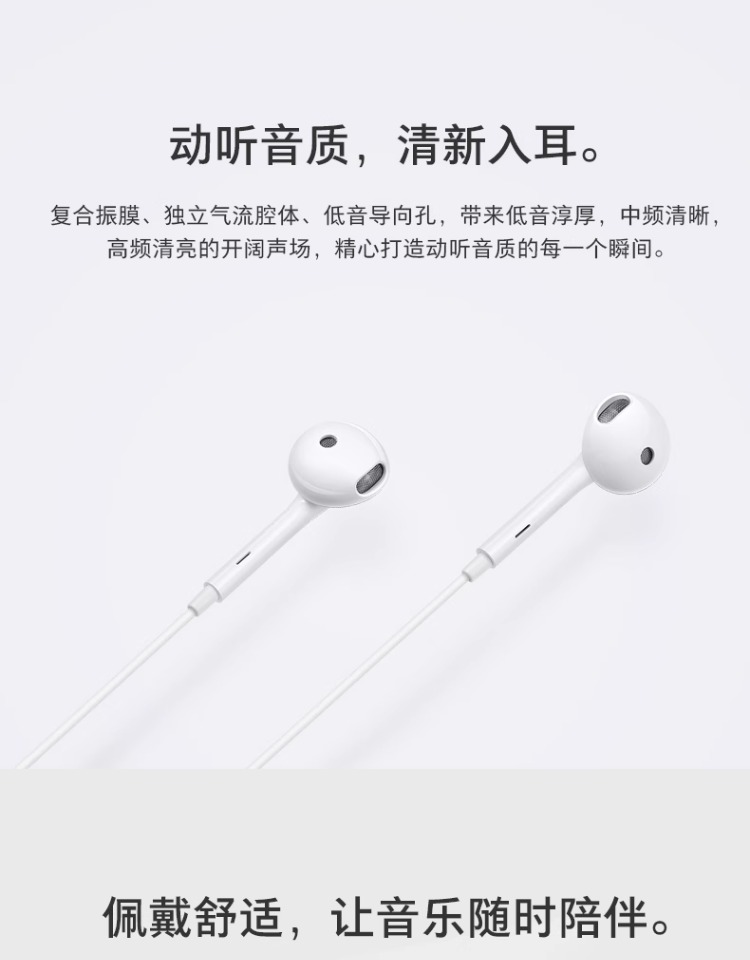 动听音质，清新入耳。
复合振膜、独立气流腔体、低音导向孔，带来低音淳厚，中频清晰，
高频清亮的开阔声场，精心打造动听音质的每一个瞬间。
佩戴舒适，让音乐随时陪伴。